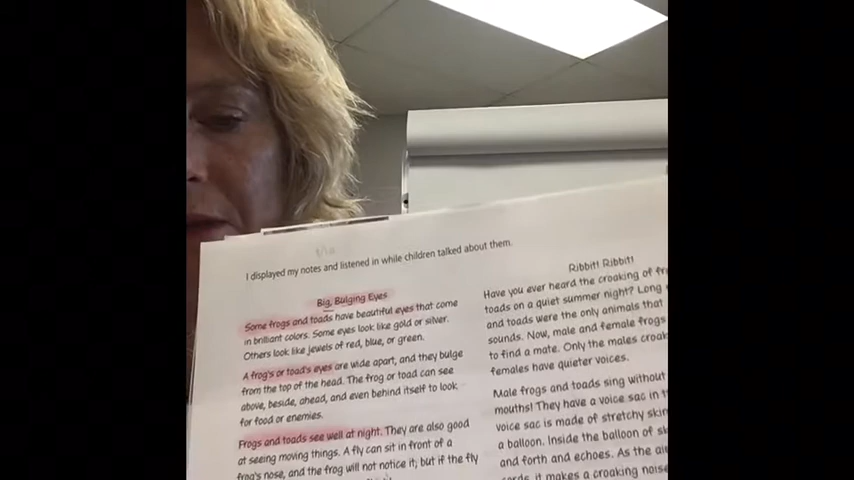 I displayed my notes and listened in while children talked about them.
Big, Bulging Eyes
Some frogs and toads have beautiful eyes that come
in brilliant colors. Some eyes look like gold or silver.
Others look like jewels of red, blue, or green.
A frog's or toad's eyes are wide apart, and they bulge
from the top of the head. The frog or toad can see
above, beside, ahead, and even behind itself to look
for food or enemies.
Frogs and toads see well at night. They are also good
at seeing moving things. A fly can sit in front of a
frog's nose, and the frog will not notice it; but if the fly
Ribbit! Ribbit!
Have you ever heard the croaking of
toads on a quiet summer night? Long
and toads were the only animals that
sounds. Now, male and female frogs
to find a mate. Only the males croak
females have quieter voices.
Male frogs and toads sing without
mouths! They have a voice sac in
voice sac is made of stretchy
a balloon. Inside the balloon of
and forth and echoes. As the
it makes a croaking noise